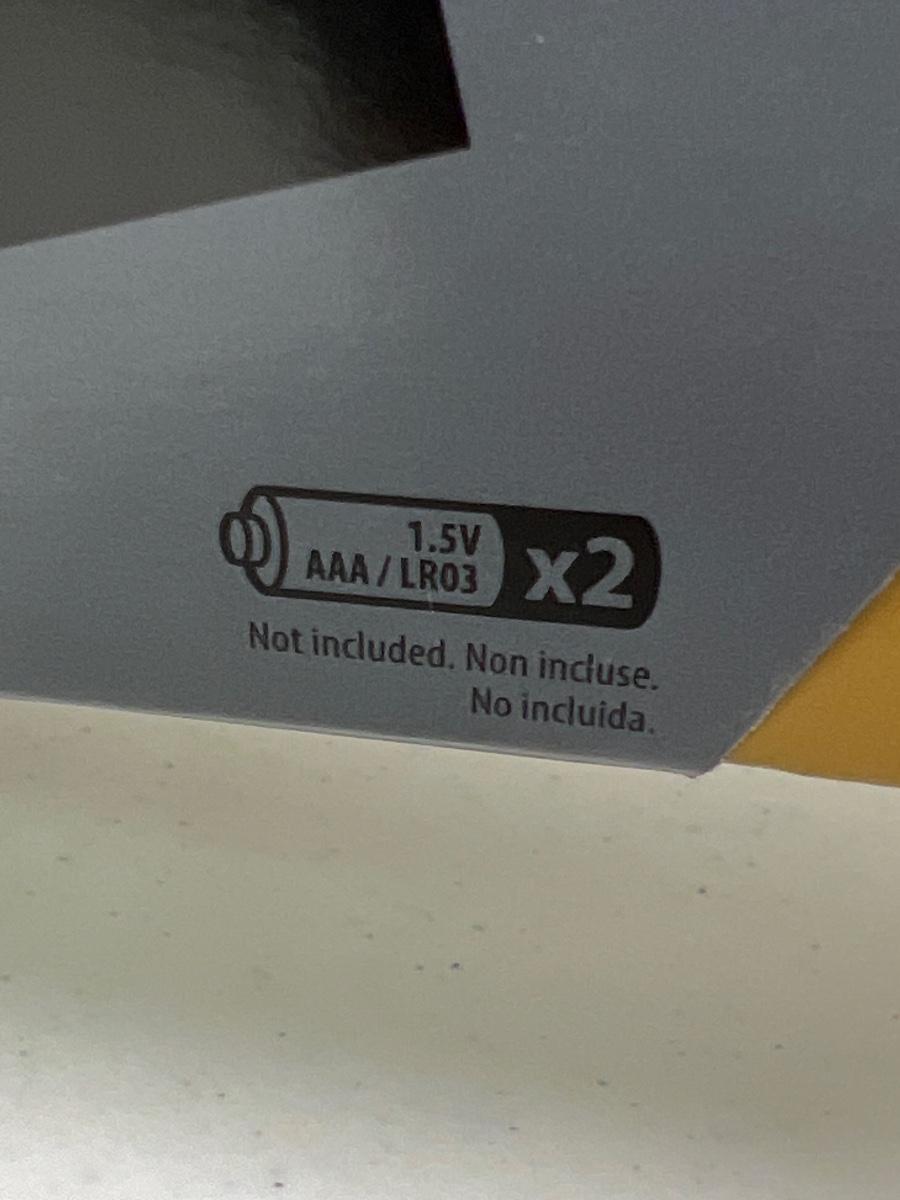 1.5V
AAA / LR03
x2
Not included. Non incluse.
No incluida.